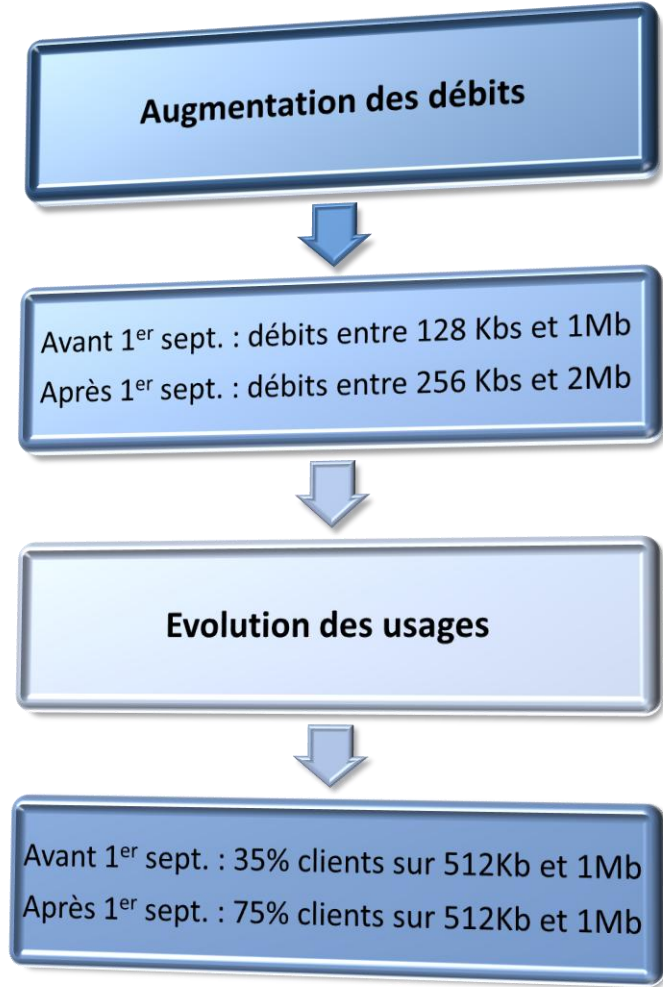 Augmentation des débits
Avant 1er sept. : débits entre 128 Kbs et 1Mb
Après 1er sept. : débits entre 256 Kbs et 2Mb
Evolution des usages
Avant 1er sept. : 35% clients sur 512Kb et 1Mb
Après 1er sept. : 75% clients sur 512Kb et 1Mb